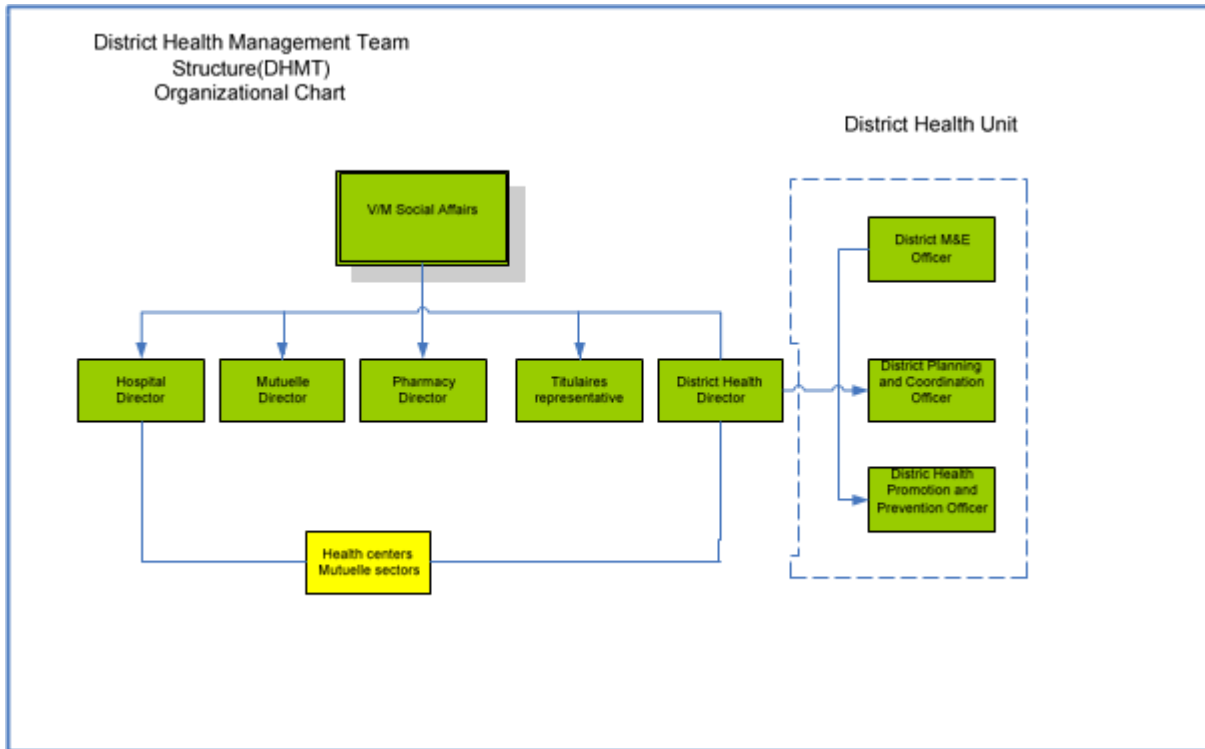 District Health Management Team
Structure(DHMT)
Organizational Chart
District Health Unit
V/M Social Affairs
District M&E
Officer
Hospital
Director
Mutuelle
Director
Pharmacy
Director
Titulaires
representative
District Health
Director
District Planning
and Coordination
Officer
Distric Health
Promotion and
Prevention Officer
Health centers
Mutuelle sectors